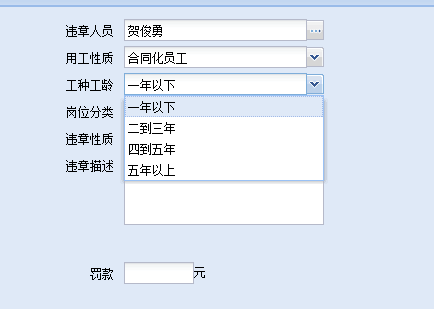 违章人员 贺俊勇 ...
用工性质 合同化员工
工种工龄 一年以下
岗位分类 一年以下
二到三年
违章性质 四到五年
违章描述 五年以上
罚款 元